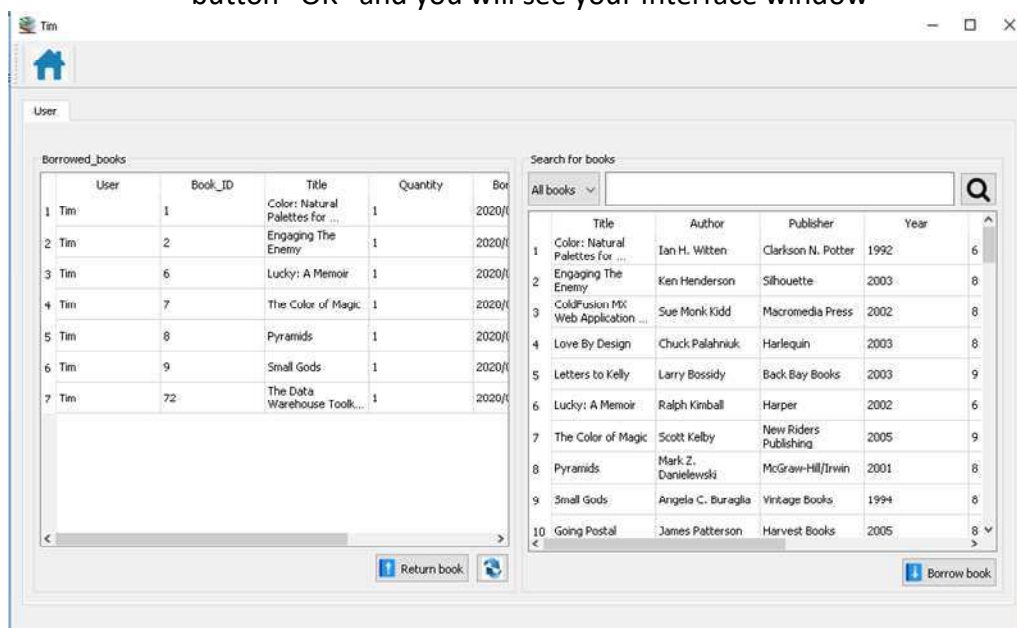 button "OK" and you will see your interface window
Tim
User
Borrowed_books
User Book_ID Title Quantity Bor
1 Tim 1 Color: Natural Palettes for ... 1 2020/0
2 Tim 2 Engaging The Enemy 1 2020/0
3 Tim 6 Lucky: A Memoir 1 2020/0
4 Tim 7 The Color of Magic 1 2020/0
5 Tim 8 Pyramids 1 2020/0
6 Tim 9 Small Gods 1 2020/0
7 Tim 72 The Data Warehouse Toolk... 1 2020/0
Return book
Search for books
All books
Title Author Publisher Year
1 Color: Natural Palettes for ... Ian H. Witten Clarkson N. Potter 1992 6
2 Engaging The Enemy Ken Henderson Silhouette 2003 8
3 ColdFusion MX Web Application ... Sue Monk Kidd Macromedia Press 2002 8
4 Love By Design Chuck Palahniuk Harlequin 2003 8
5 Letters to Kelly Larry Bossidy Back Bay Books 2003 9
6 Lucky: A Memoir Ralph Kimball Harper 2002 6
7 The Color of Magic Scott Kelby New Riders Publishing 2005 9
8 Pyramids Mark Z. Danielewski McGraw-Hill/Irwin 2001 8
9 Small Gods Angela C. Buraglia Vintage Books 1994 8
10 Going Postal James Patterson Harvest Books 2005 8
Borrow book